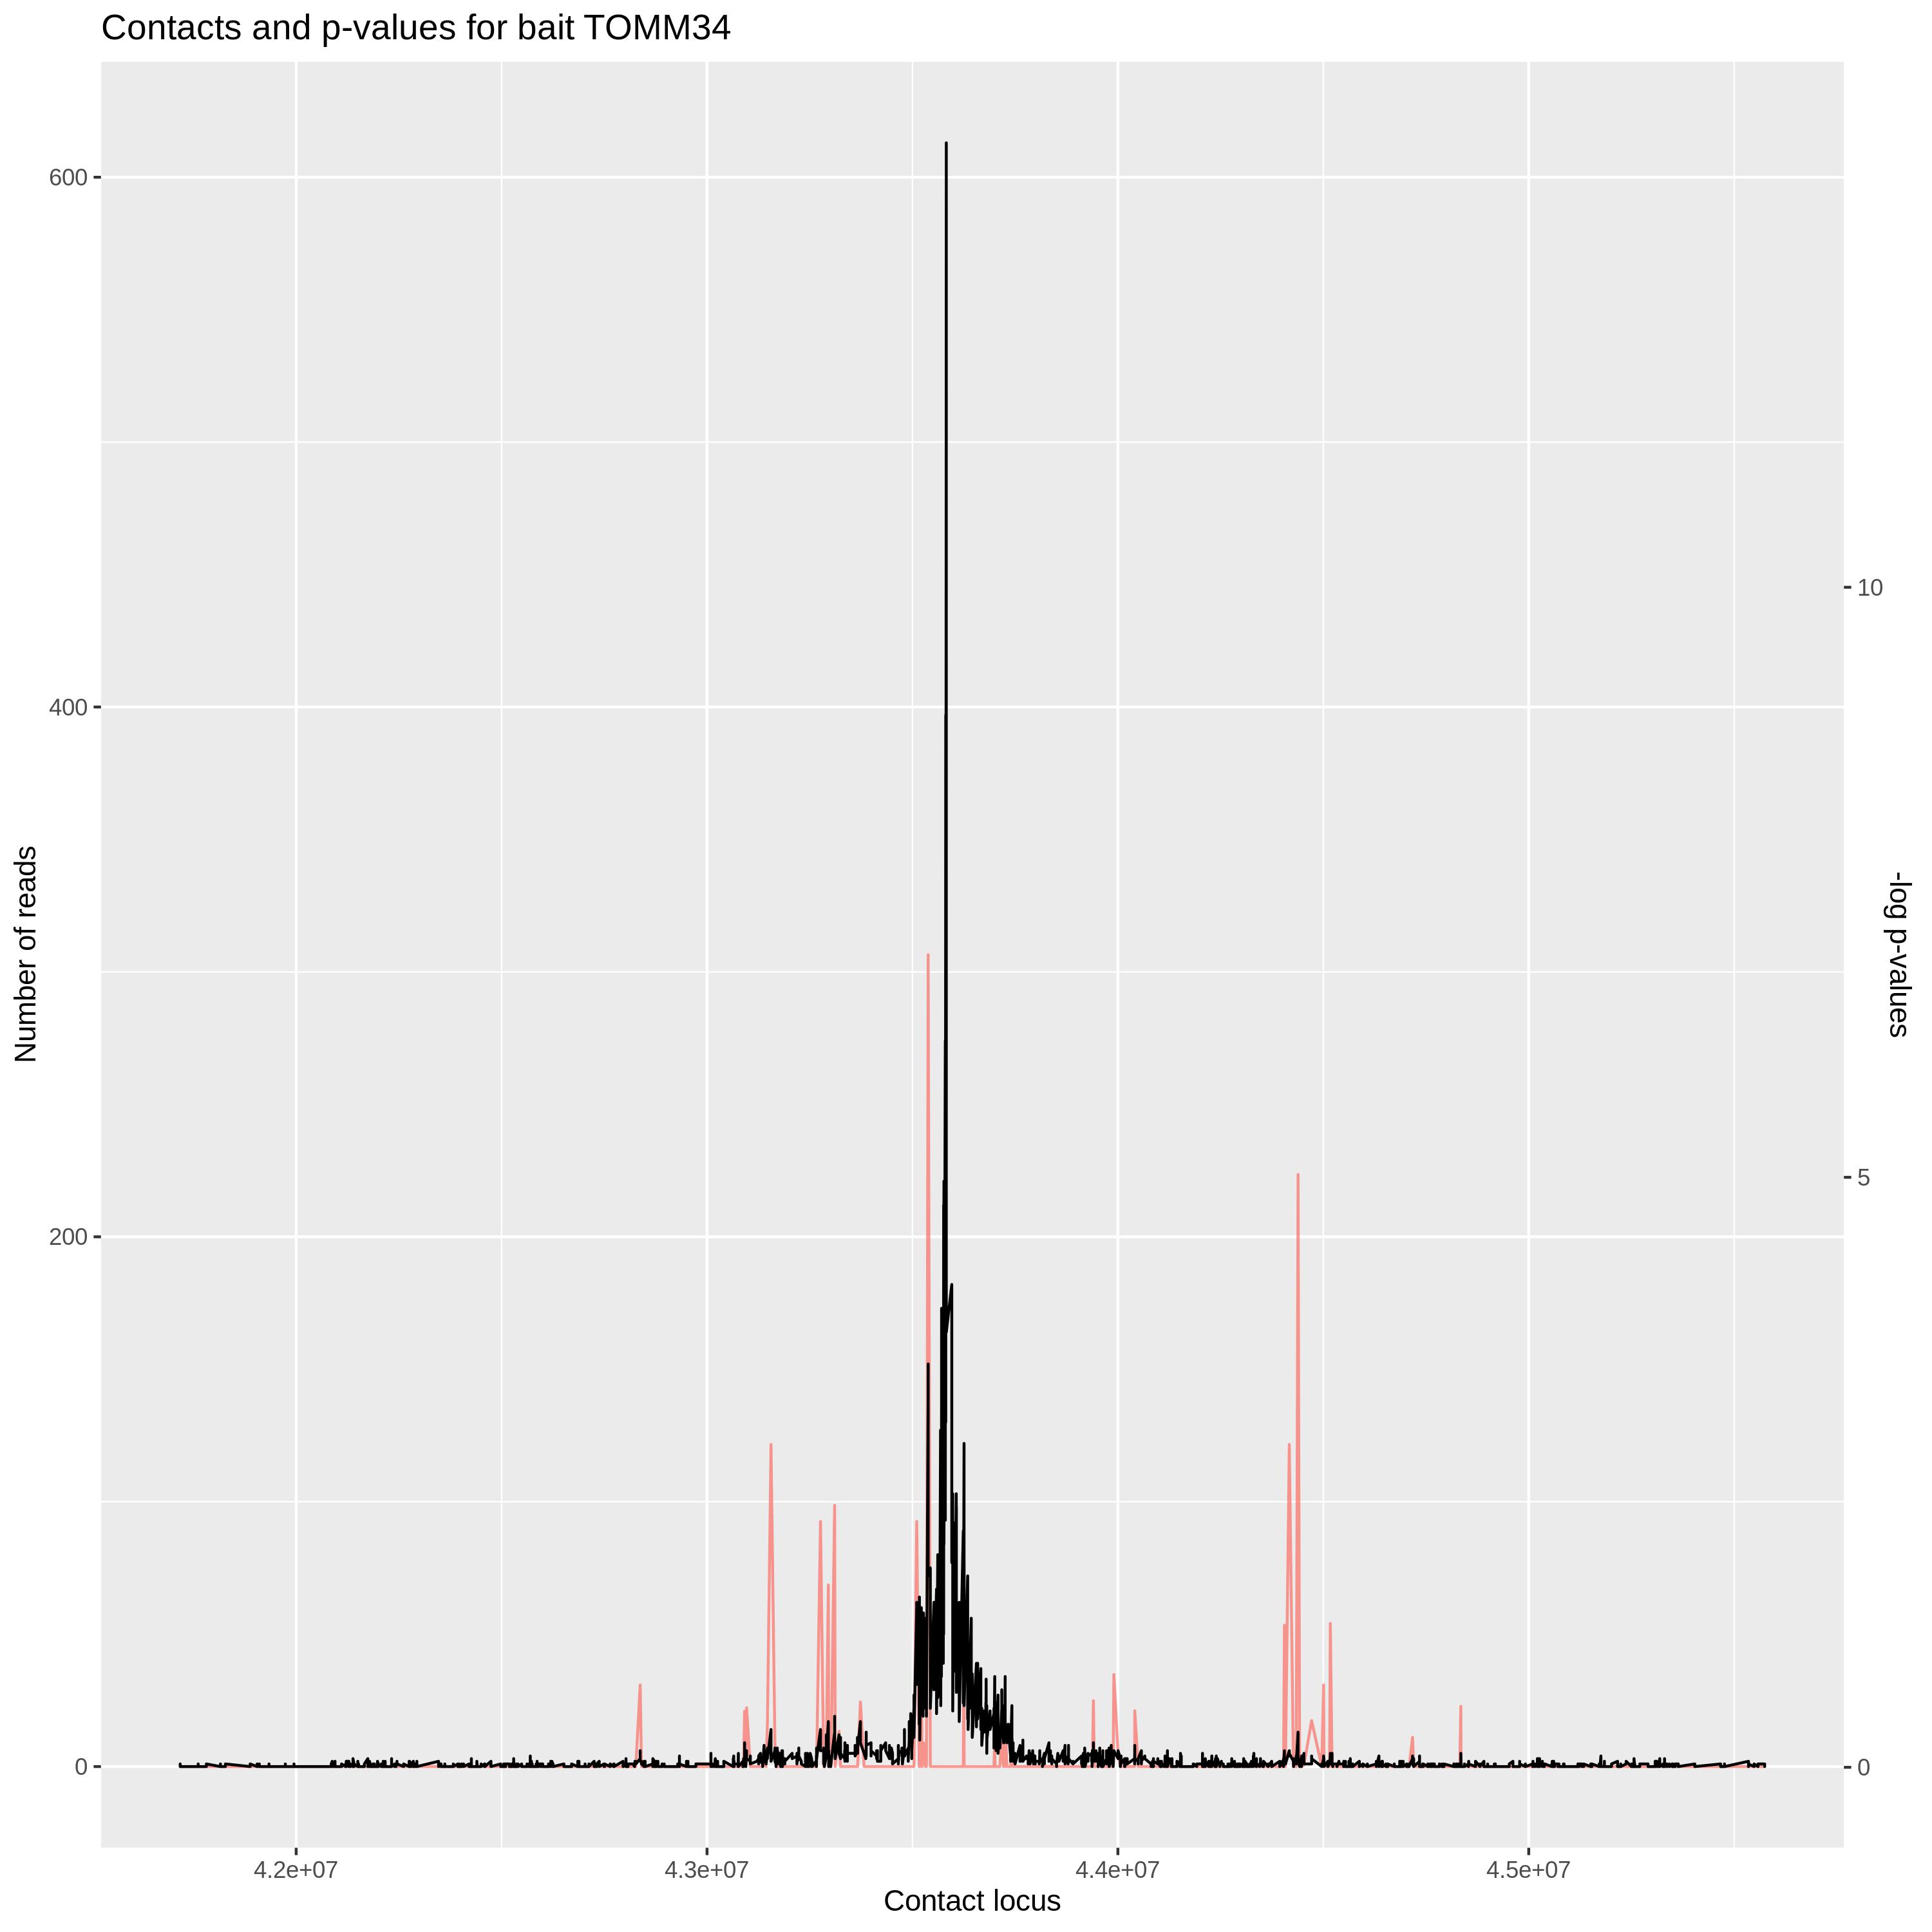 Contacts and p-values for bait TOMM34
600
400
200
0
10
5
0
Number of reads
-log p-values
4.2e+07
4.3e+07
4.4e+07
4.5e+07
Contact locus